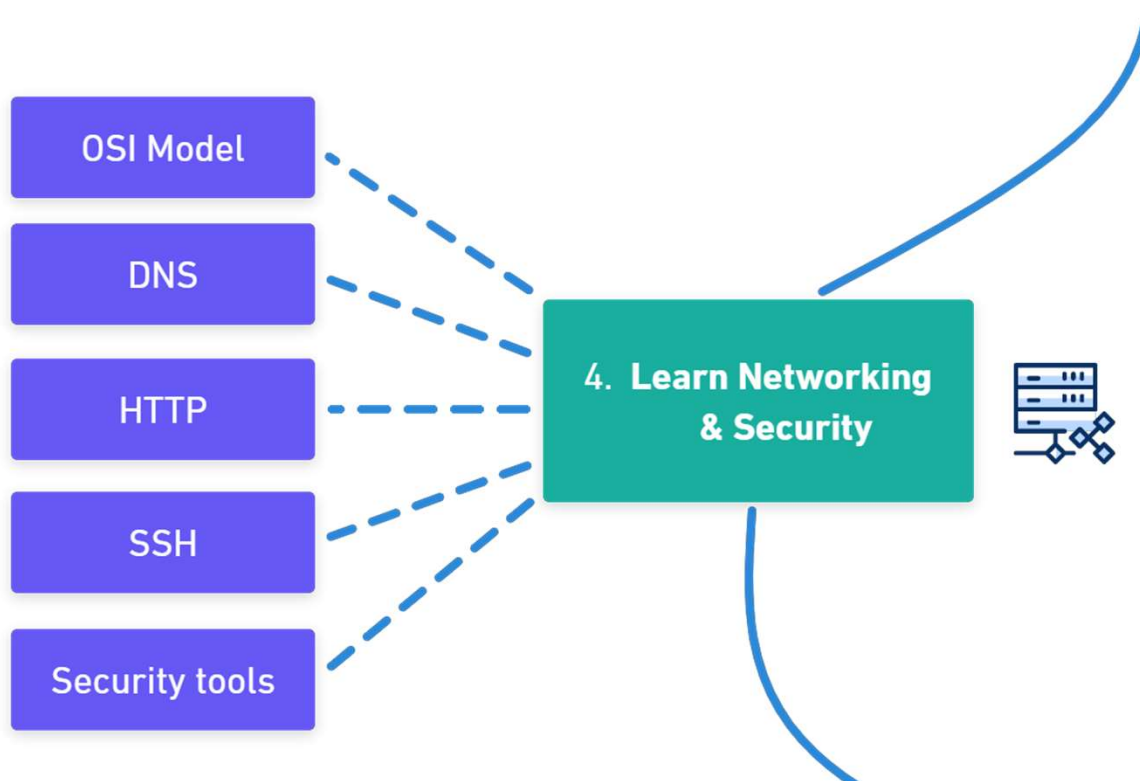 OSI Model
DNS
HTTP
SSH
Security tools
4. Learn Networking
& Security